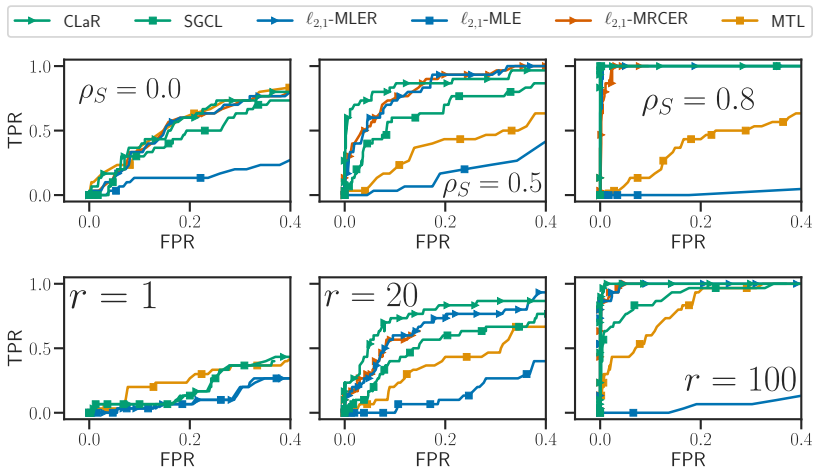 CLaR SGCL ℓ2,1-MLER ℓ2,1-MLE ℓ2,1-MRCER MTL
1.0
0.5
0.0
TPR
ρS = 0.0
0.0 0.2 0.4
FPR
ρS = 0.5
0.0 0.2 0.4
FPR
ρS = 0.8
0.0 0.2 0.4
FPR
1.0
0.5
0.0
TPR
r = 1
0.0 0.2 0.4
FPR
r = 20
0.0 0.2 0.4
FPR
r = 100
0.0 0.2 0.4
FPR